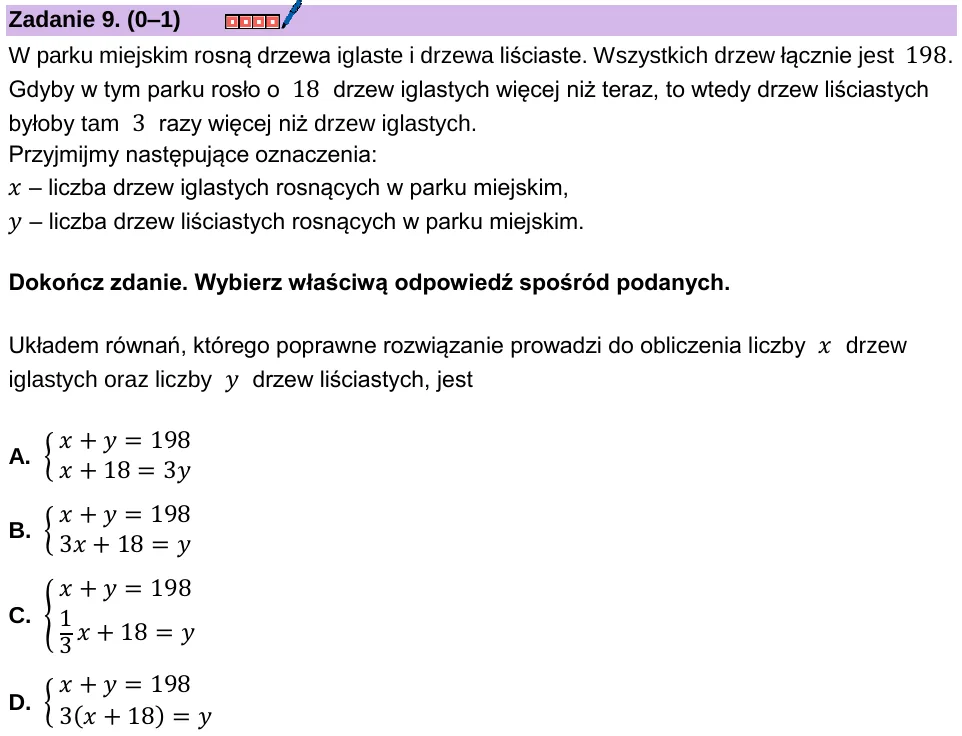 Zadanie 9. (0–1)
W parku miejskim rosną drzewa iglaste i drzewa liściaste. Wszystkich drzew łącznie jest 198.
Gdyby w tym parku rosło o 18 drzew iglastych więcej niż teraz, to wtedy drzew liściastych
byłoby tam 3 razy więcej niż drzew iglastych.
Przyjmijmy następujące oznaczenia:
x – liczba drzew iglastych rosnących w parku miejskim,
y – liczba drzew liściastych rosnących w parku miejskim.
Dokończ zdanie. Wybierz właściwą odpowiedź spośród podanych.
Układem równań, którego poprawne rozwiązanie prowadzi do obliczenia liczby x drzew
iglastych oraz liczby y drzew liściastych, jest
A. { x + y = 198
x + 18 = 3y
B. { x + y = 198
3x + 18 = y
C. { x + y = 198
1/3 x + 18 = y
D. { x + y = 198
3(x + 18) = y